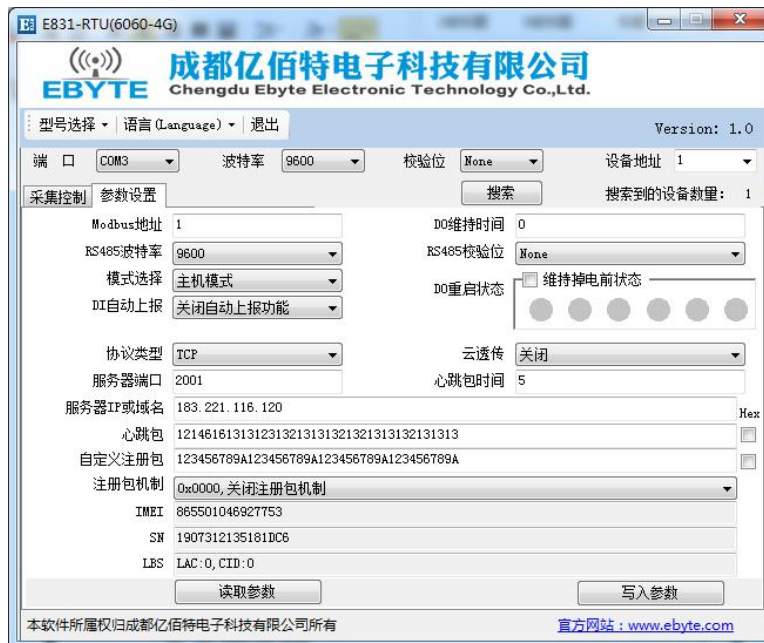 E831-RTU(6060-4G)
EBYTE
成都亿佰特电子科技有限公司
Chengdu Ebyte Electronic Technology Co.,Ltd.
型号选择 语言(Language) 退出
Version: 1.0
端 口 COM3 波特率 9600 校验位 None 设备地址 1
采集控制 参数设置 搜索 搜索到的设备数量: 1
Modbus地址 1 DO维持时间 0
RS485波特率 9600 RS485校验位 None
模式选择 主机模式 DO重启状态 维持掉电前状态
DI自动上报 关闭自动上报功能
协议类型 TCP 云透传 关闭
服务器端口 2001 心跳包时间 5
服务器IP或域名 183.221.116.120 Hex
心跳包 1214616131312313213131321321313132131313
自定义注册包 123456789A123456789A123456789A123456789A
注册包机制 0x0000,关闭注册包机制
IMEI 865501046927753
SN 1907312135181DC6
LBS LAC:0,CID:0
读取参数 写入参数
本软件所属权归成都亿佰特电子科技有限公司所有 官方网站:www.ebyte.com